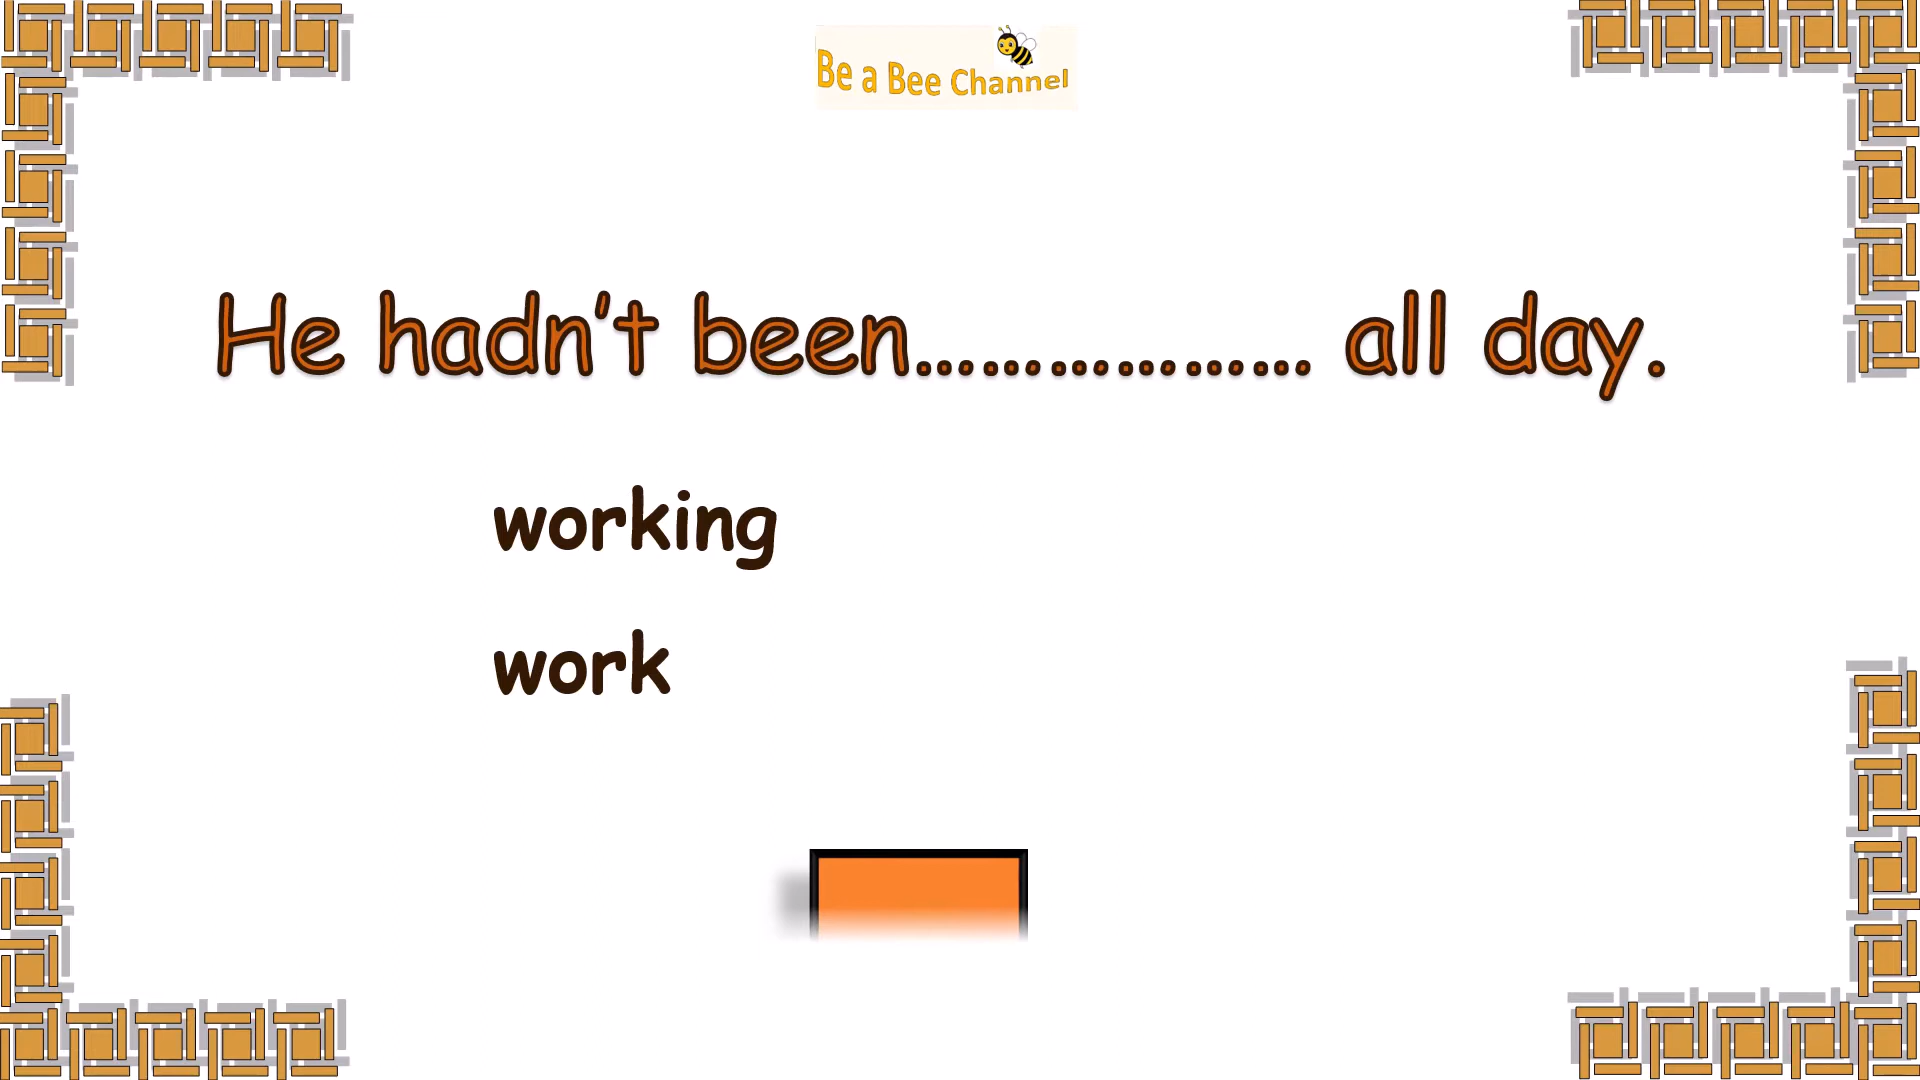 Be a Bee Channel
He hadn't been.................. all day.
working
work